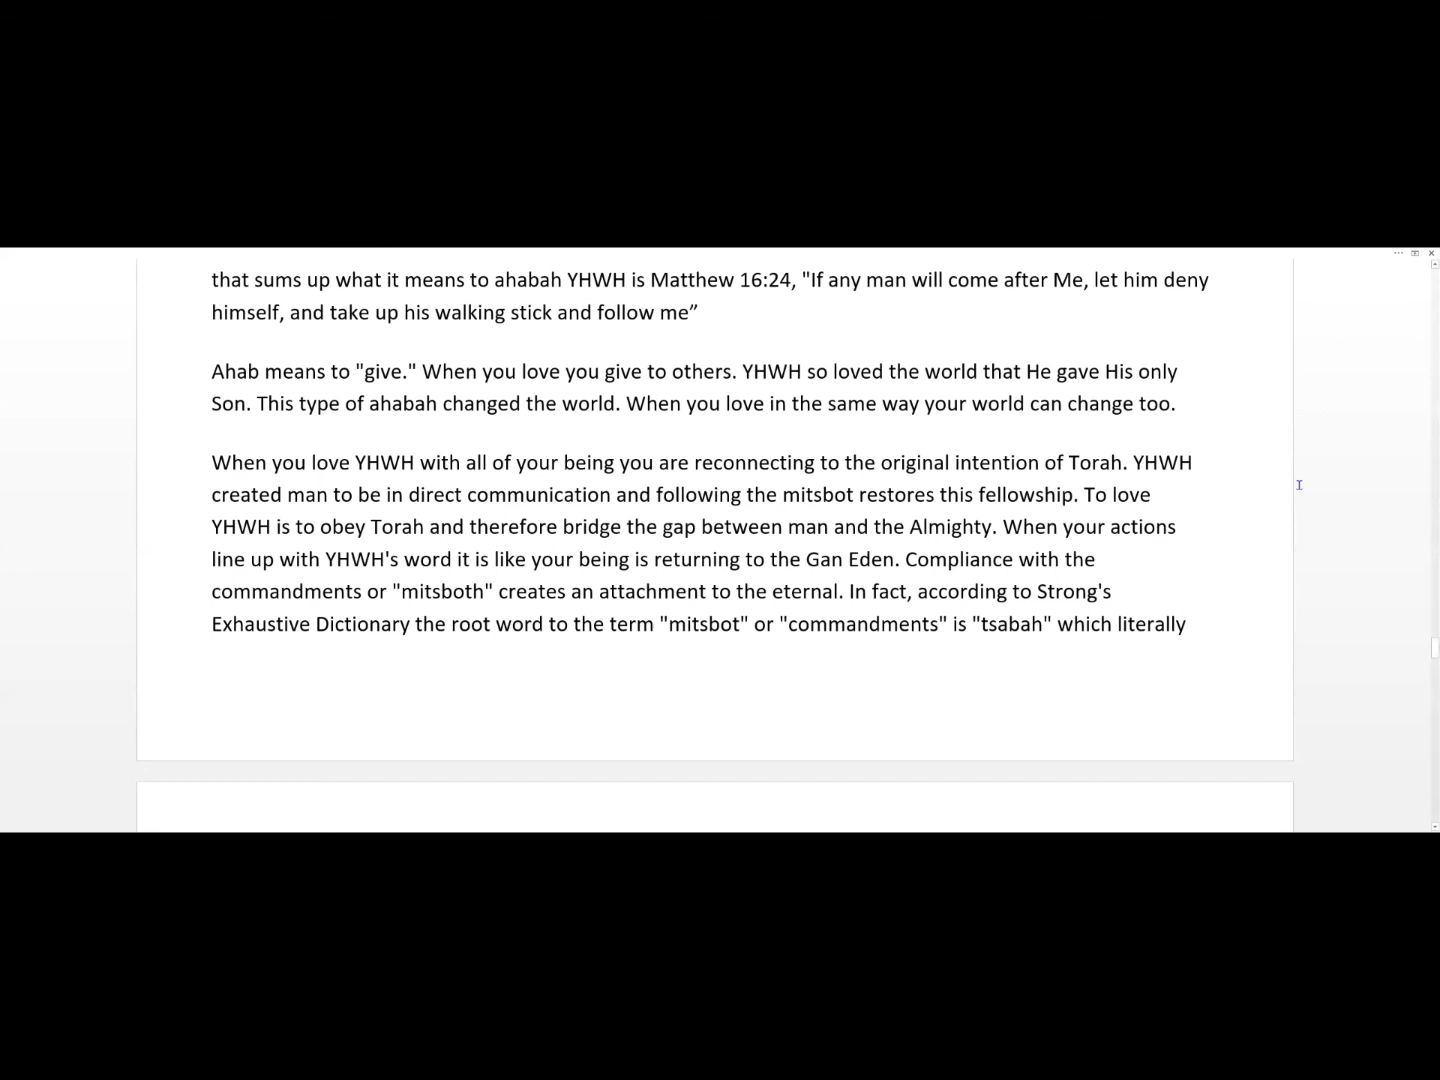 that sums up what it means to ahabah YHWH is Matthew 16:24, "If any man will come after Me, let him deny
himself, and take up his walking stick and follow me”
Ahab means to "give." When you love you give to others. YHWH so loved the world that He gave His only
Son. This type of ahabah changed the world. When you love in the same way your world can change too.
When you love YHWH with all of your being you are reconnecting to the original intention of Torah. YHWH
created man to be in direct communication and following the mitsbot restores this fellowship. To love
YHWH is to obey Torah and therefore bridge the gap between man and the Almighty. When your actions
line up with YHWH's word it is like your being is returning to the Gan Eden. Compliance with the
commandments or "mitsboth" creates an attachment to the eternal. In fact, according to Strong's
Exhaustive Dictionary the root word to the term "mitsbot" or "commandments" is "tsabah" which literally